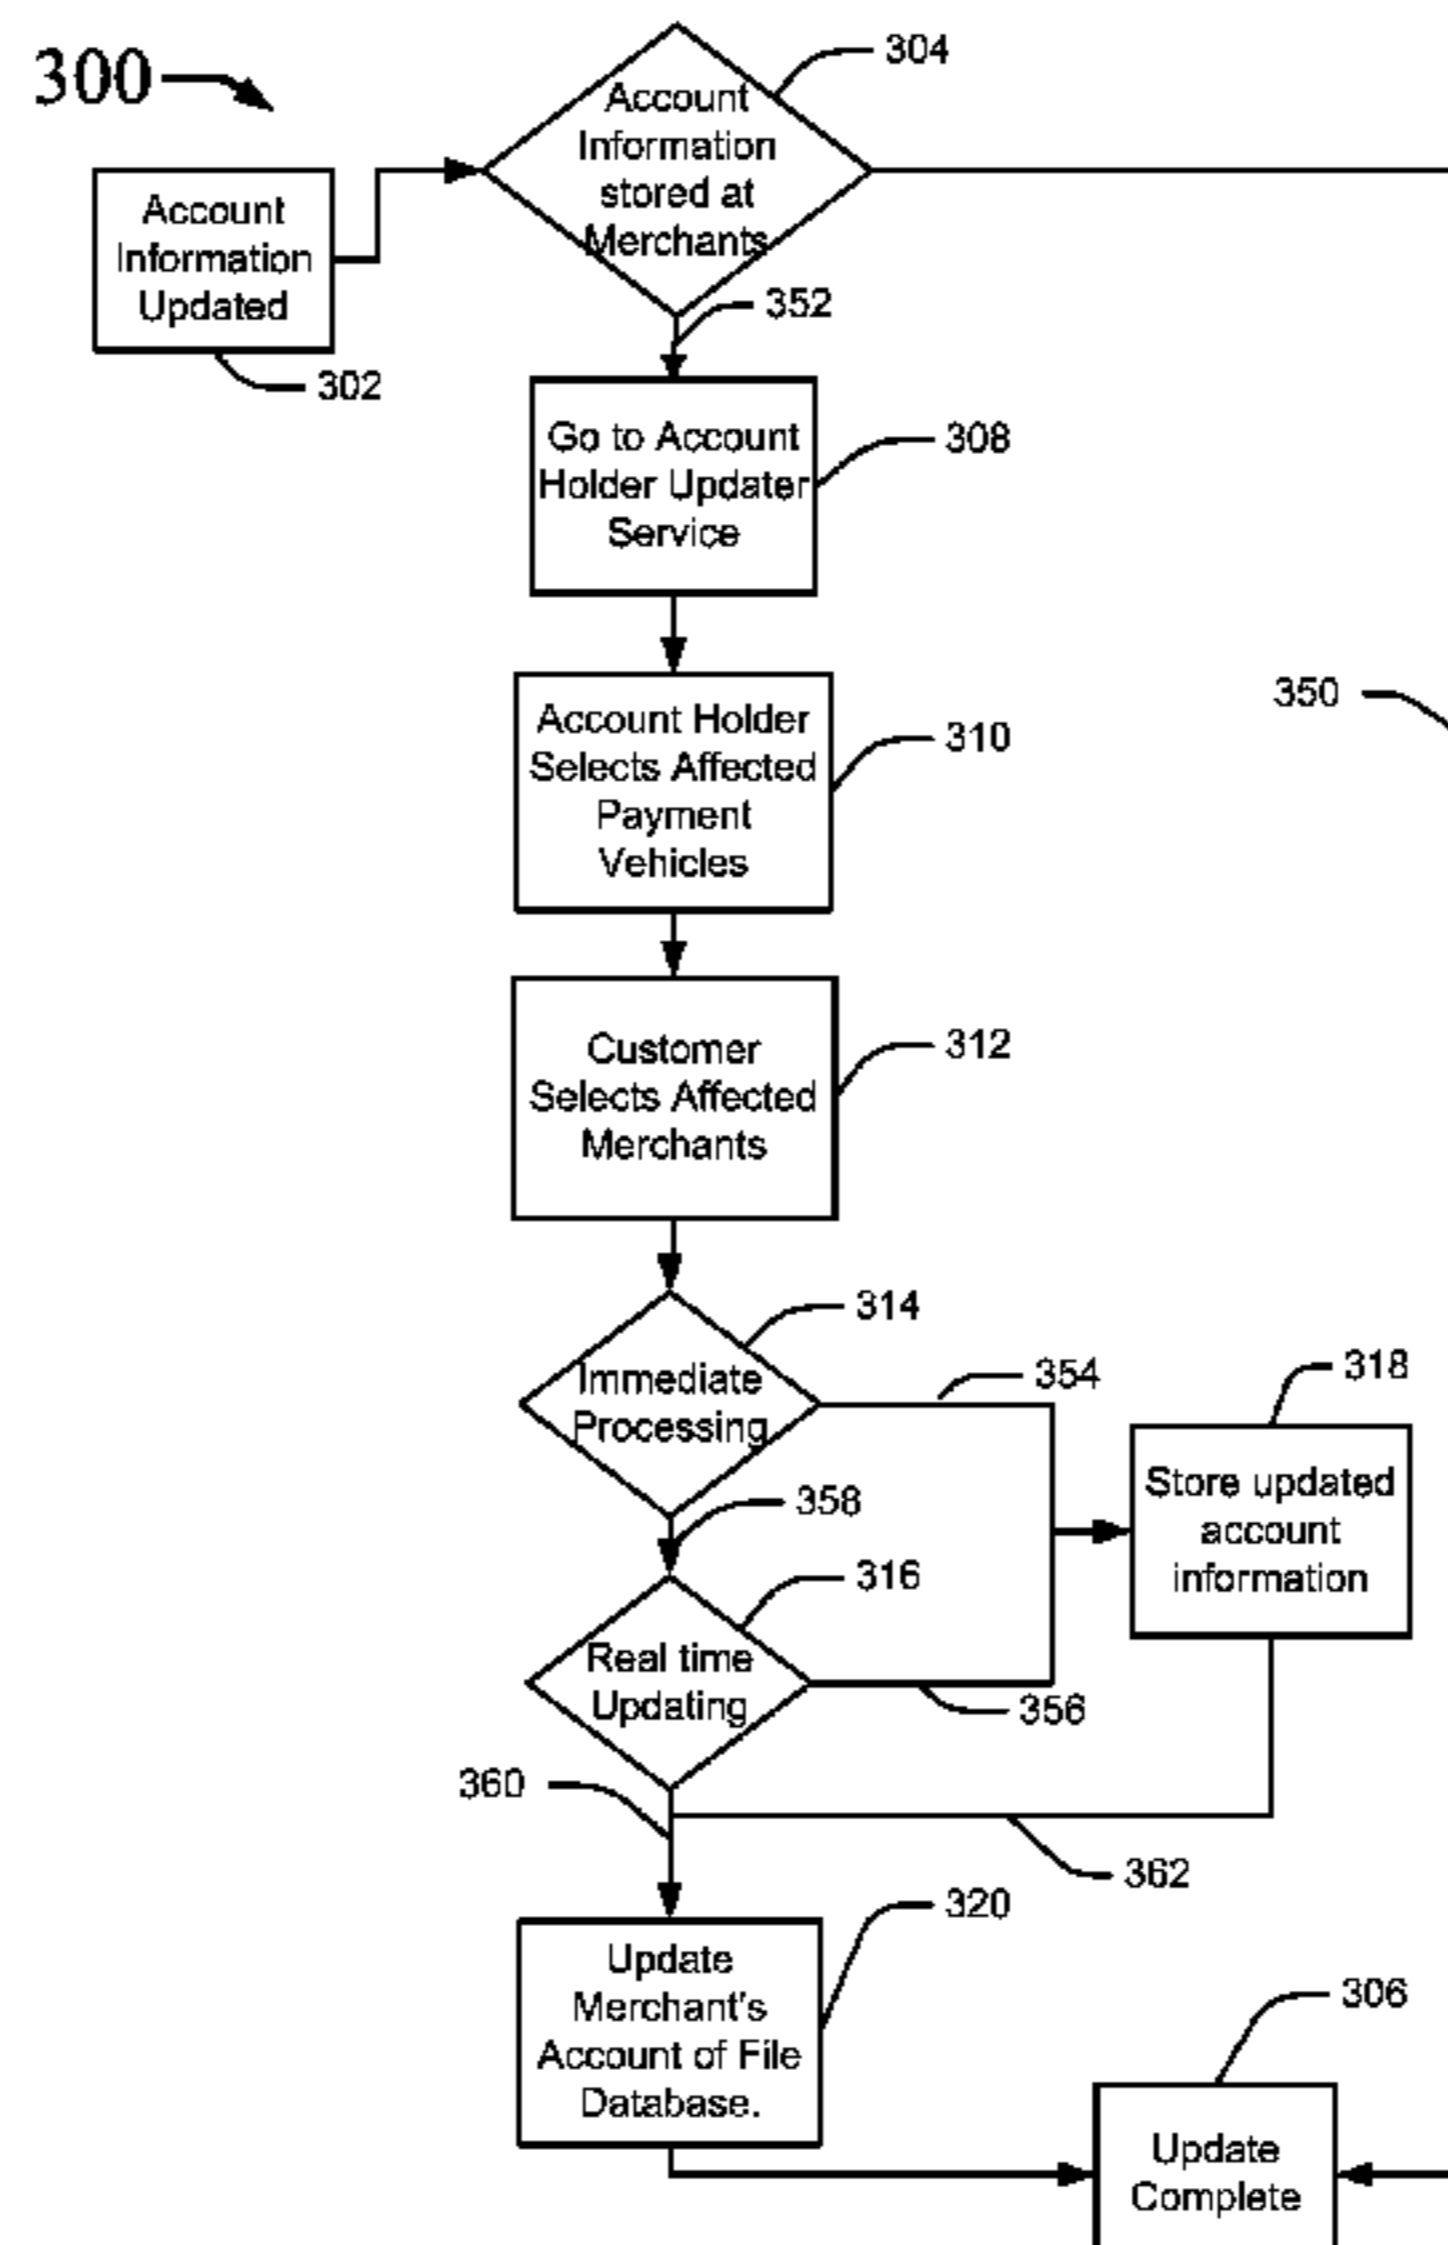 300
304
Account
Information
stored at
Merchants
Account
Information
Updated
302
352
Go to Account
Holder Updater
Service
308
350
Account Holder
Selects Affected
Payment
Vehicles
310
Customer
Selects Affected
Merchants
312
314
Immediate
Processing
354
318
Store updated
account
information
358
316
Real time
Updating
356
360
362
320
Update
Merchant's
Account of File
Database.
306
Update
Complete